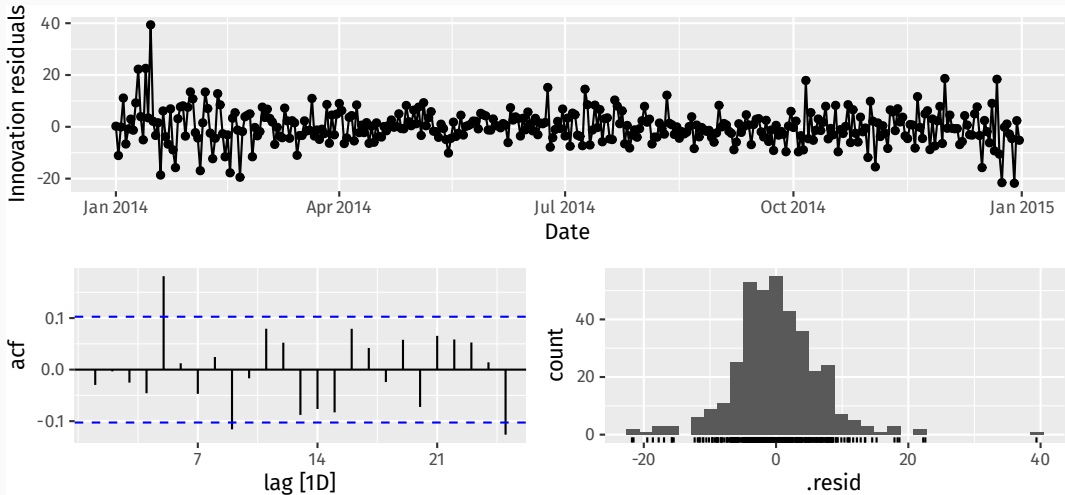 Innovation residuals
40
20
0
-20
Jan 2014
Apr 2014
Jul 2014
Oct 2014
Jan 2015
Date
acf
0.1
0.0
-0.1
7
14
21
lag [1D]
count
40
20
0
-20
0
20
40
.resid